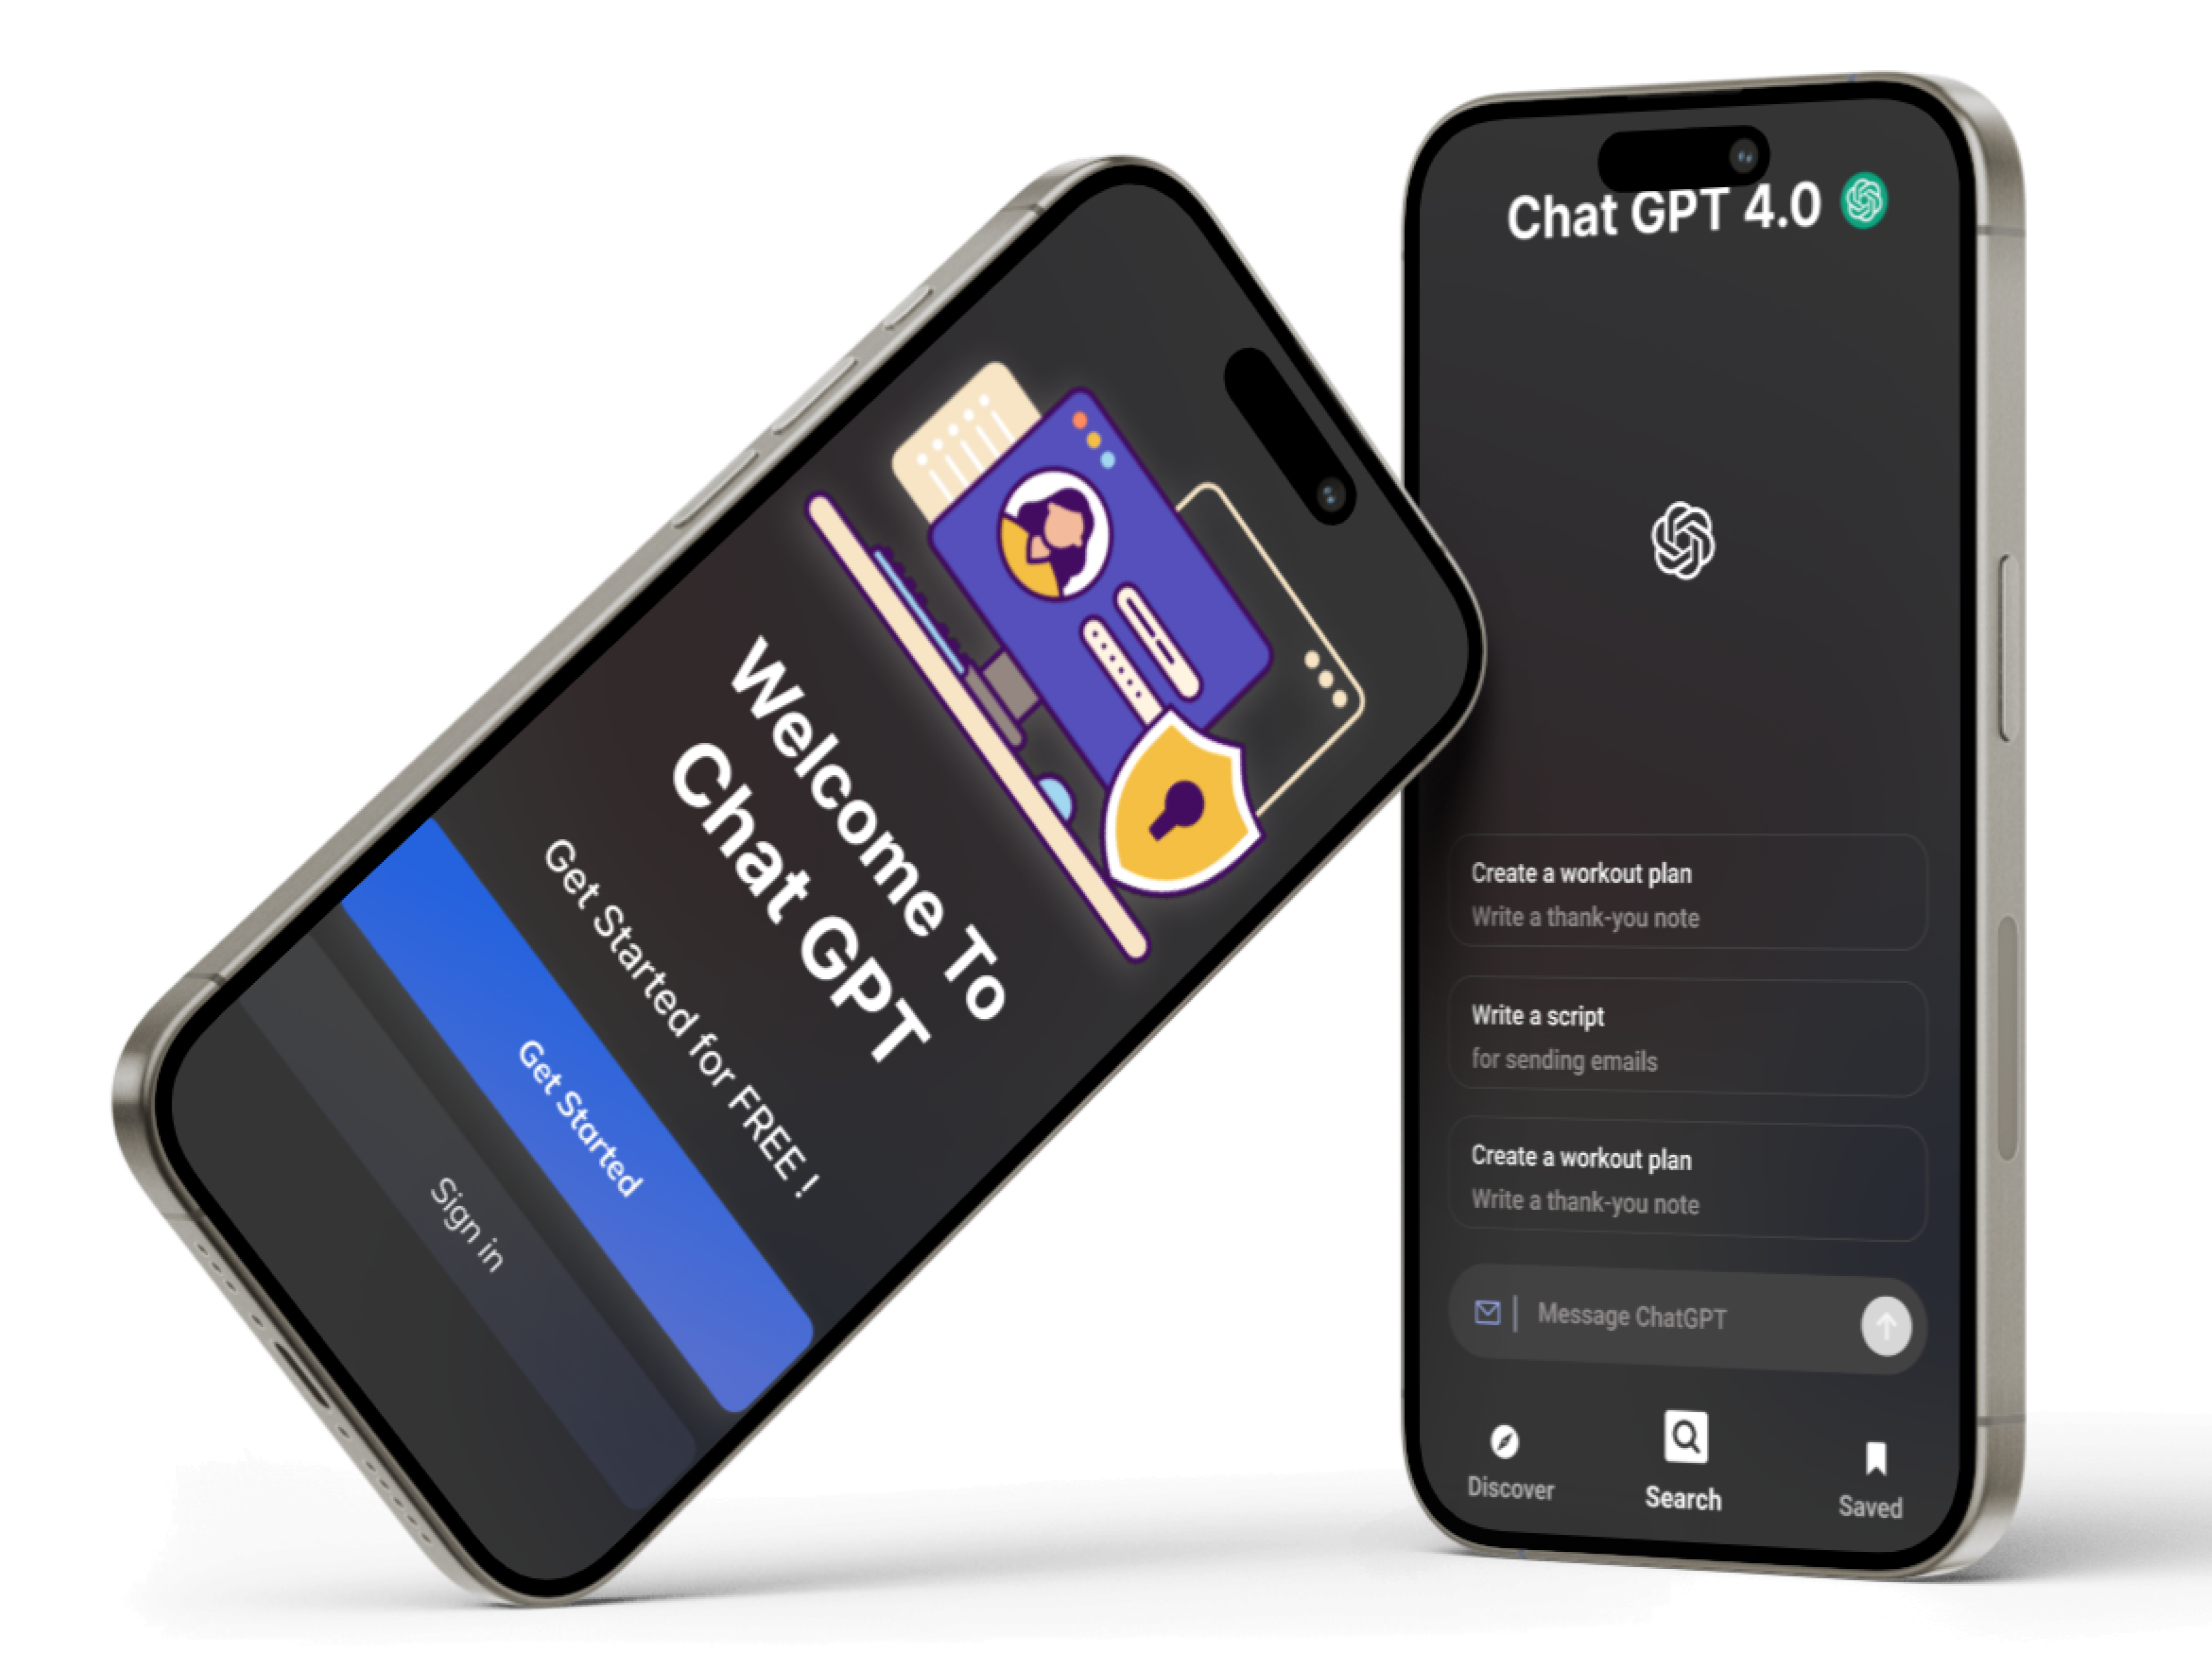 Welcome To
Chat GPT
Get Started for FREE !
Get Started
Sign in
Chat GPT 4.0
Create a workout plan
Write a thank-you note
Write a script
for sending emails
Create a workout plan
Write a thank-you note
Message ChatGPT
Discover
Search
Saved